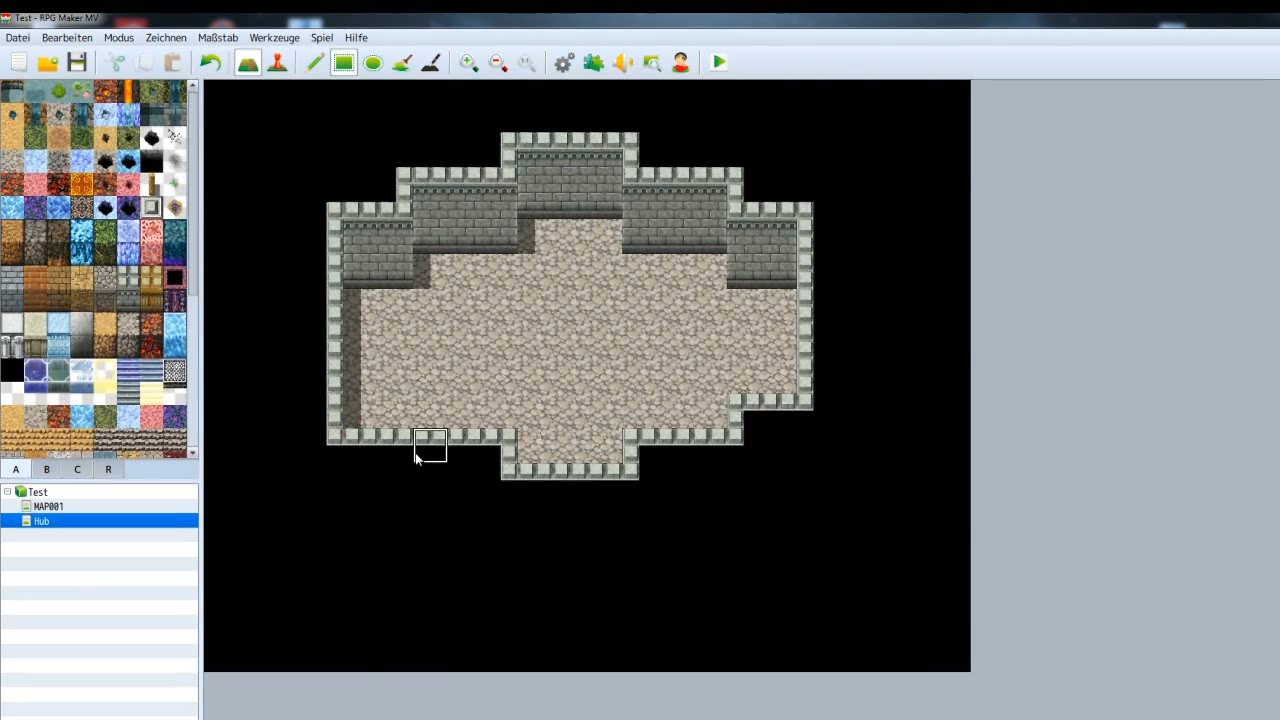 Test - RPG Maker MV
Datei Bearbeiten Modus Zeichnen Maßstab Werkzeuge Spiel Hilfe
A B C R
Test
MAP001
Hub